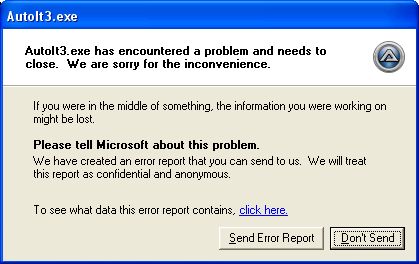 AutoIt3.exe
AutoIt3.exe has encountered a problem and needs to
close.  We are sorry for the inconvenience.
If you were in the middle of something, the information you were working on
might be lost.
Please tell Microsoft about this problem.
We have created an error report that you can send to us.  We will treat
this report as confidential and anonymous.
To see what data this error report contains, click here.
Send Error Report
Don't Send